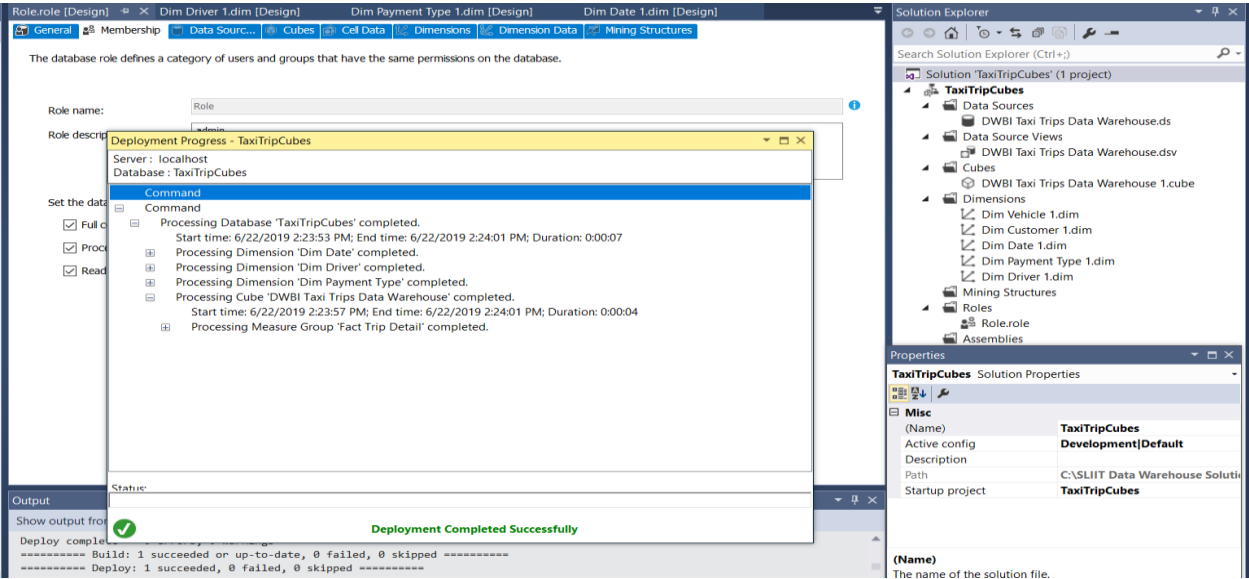 Role.role [Design] Dim Driver 1.dim [Design] Dim Payment Type 1.dim [Design] Dim Date 1.dim [Design]
General Membership Data Sourc... Cubes Cell Data Dimensions Dimension Data Mining Structures
The database role defines a category of users and groups that have the same permissions on the database.
Role name: Role
Role descrip
admin
Set the data
Full c
Proce
Read
Deployment Progress - TaxiTripCubes
Server : localhost
Database : TaxiTripCubes
Command
Command
Processing Database 'TaxiTripCubes' completed.
Start time: 6/22/2019 2:23:53 PM; End time: 6/22/2019 2:24:01 PM; Duration: 0:00:07
Processing Dimension 'Dim Date' completed.
Processing Dimension 'Dim Driver' completed.
Processing Dimension 'Dim Payment Type' completed.
Processing Cube 'DWBI Taxi Trips Data Warehouse' completed.
Start time: 6/22/2019 2:23:57 PM; End time: 6/22/2019 2:24:01 PM; Duration: 0:00:04
Processing Measure Group 'Fact Trip Detail' completed.
Status:
Deployment Completed Successfully
Output
Show output from
Deploy comple
========== Build: 1 succeeded or up-to-date, 0 failed, 0 skipped ==========
========== Deploy: 1 succeeded, 0 failed, 0 skipped ==========
Solution Explorer
Search Solution Explorer (Ctrl+;)
Solution 'TaxiTripCubes' (1 project)
TaxiTripCubes
Data Sources
DWBI Taxi Trips Data Warehouse.ds
Data Source Views
DWBI Taxi Trips Data Warehouse.dsv
Cubes
DWBI Taxi Trips Data Warehouse 1.cube
Dimensions
Dim Vehicle 1.dim
Dim Customer 1.dim
Dim Date 1.dim
Dim Payment Type 1.dim
Dim Driver 1.dim
Mining Structures
Roles
Role.role
Assemblies
Properties
TaxiTripCubes Solution Properties
Misc
(Name) TaxiTripCubes
Active config Development|Default
Description
Path C:\SLIIT Data Warehouse Soluti
Startup project TaxiTripCubes
(Name)
The name of the solution file.